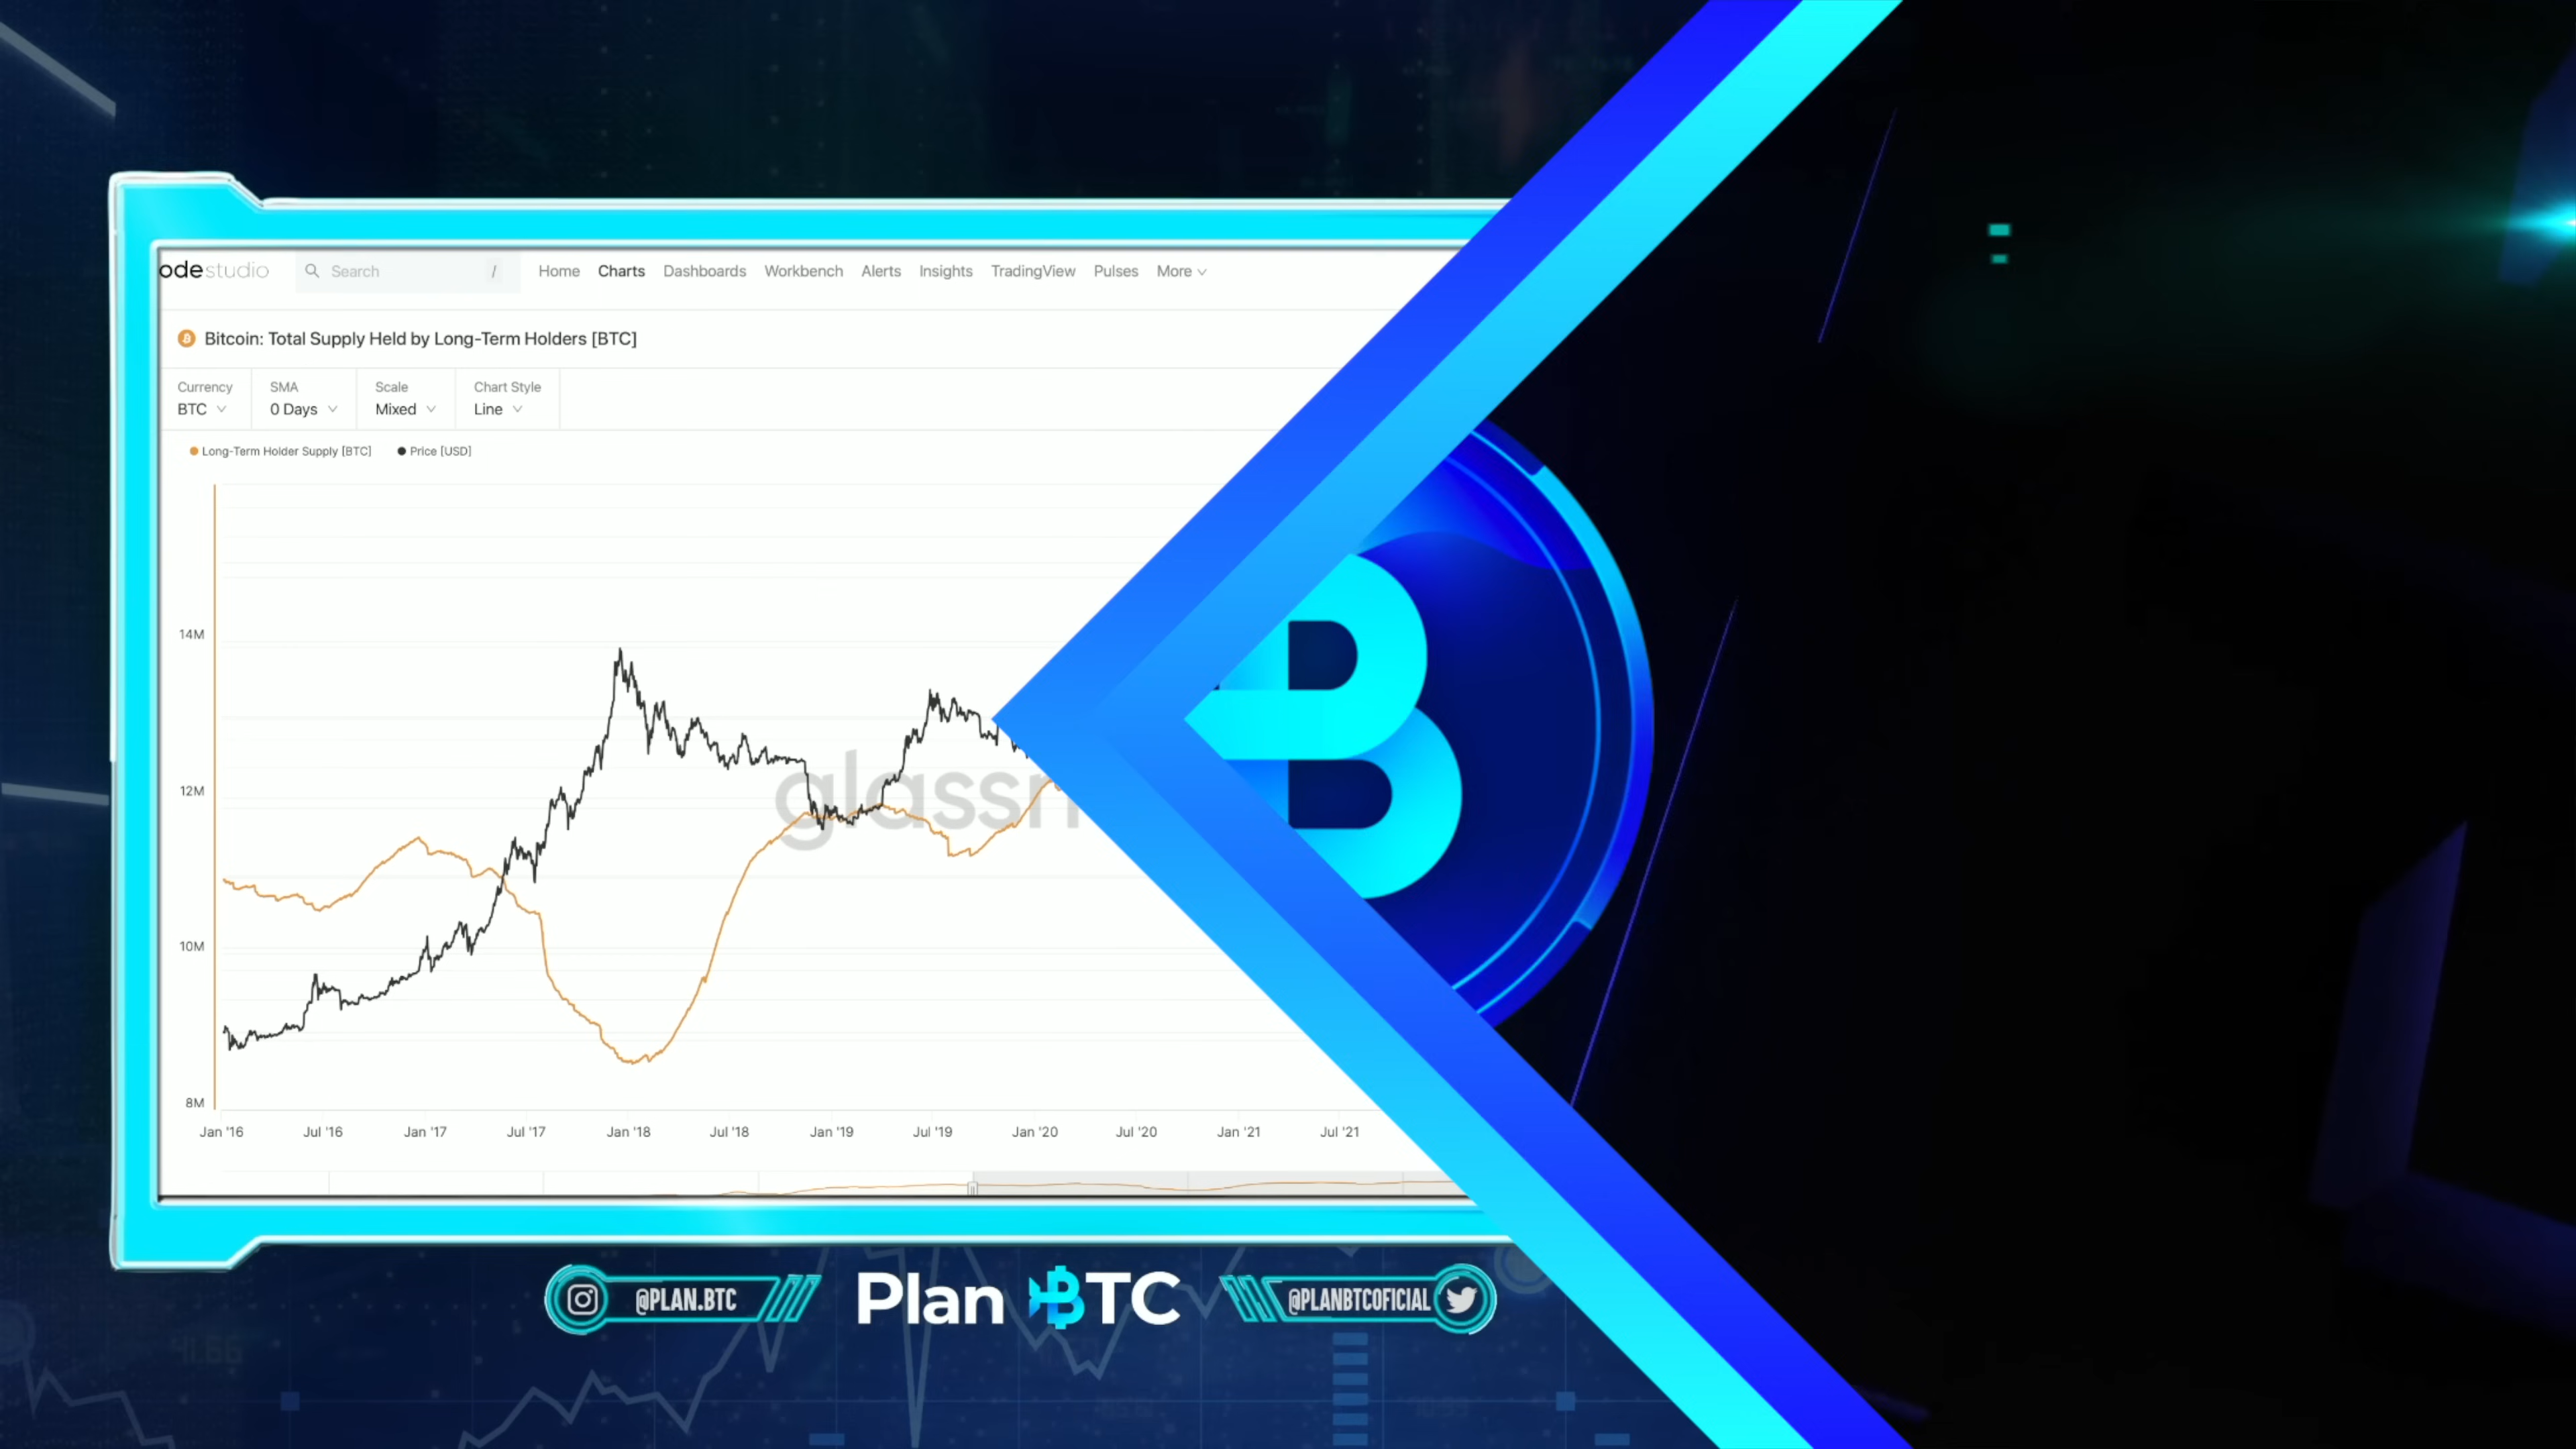 odestudio Search / Home Charts Dashboards Workbench Alerts Insights TradingView Pulses More
Bitcoin: Total Supply Held by Long-Term Holders [BTC]
Currency SMA Scale Chart Style
BTC 0 Days Mixed Line
Long-Term Holder Supply [BTC] Price [USD]
14M
12M
10M
8M
glassn
Jan '16 Jul '16 Jan '17 Jul '17 Jan '18 Jul '18 Jan '19 Jul '19 Jan '20 Jul '20 Jan '21 Jul '21
@PLAN.BTC Plan BTC @PLANBTCOFICIAL